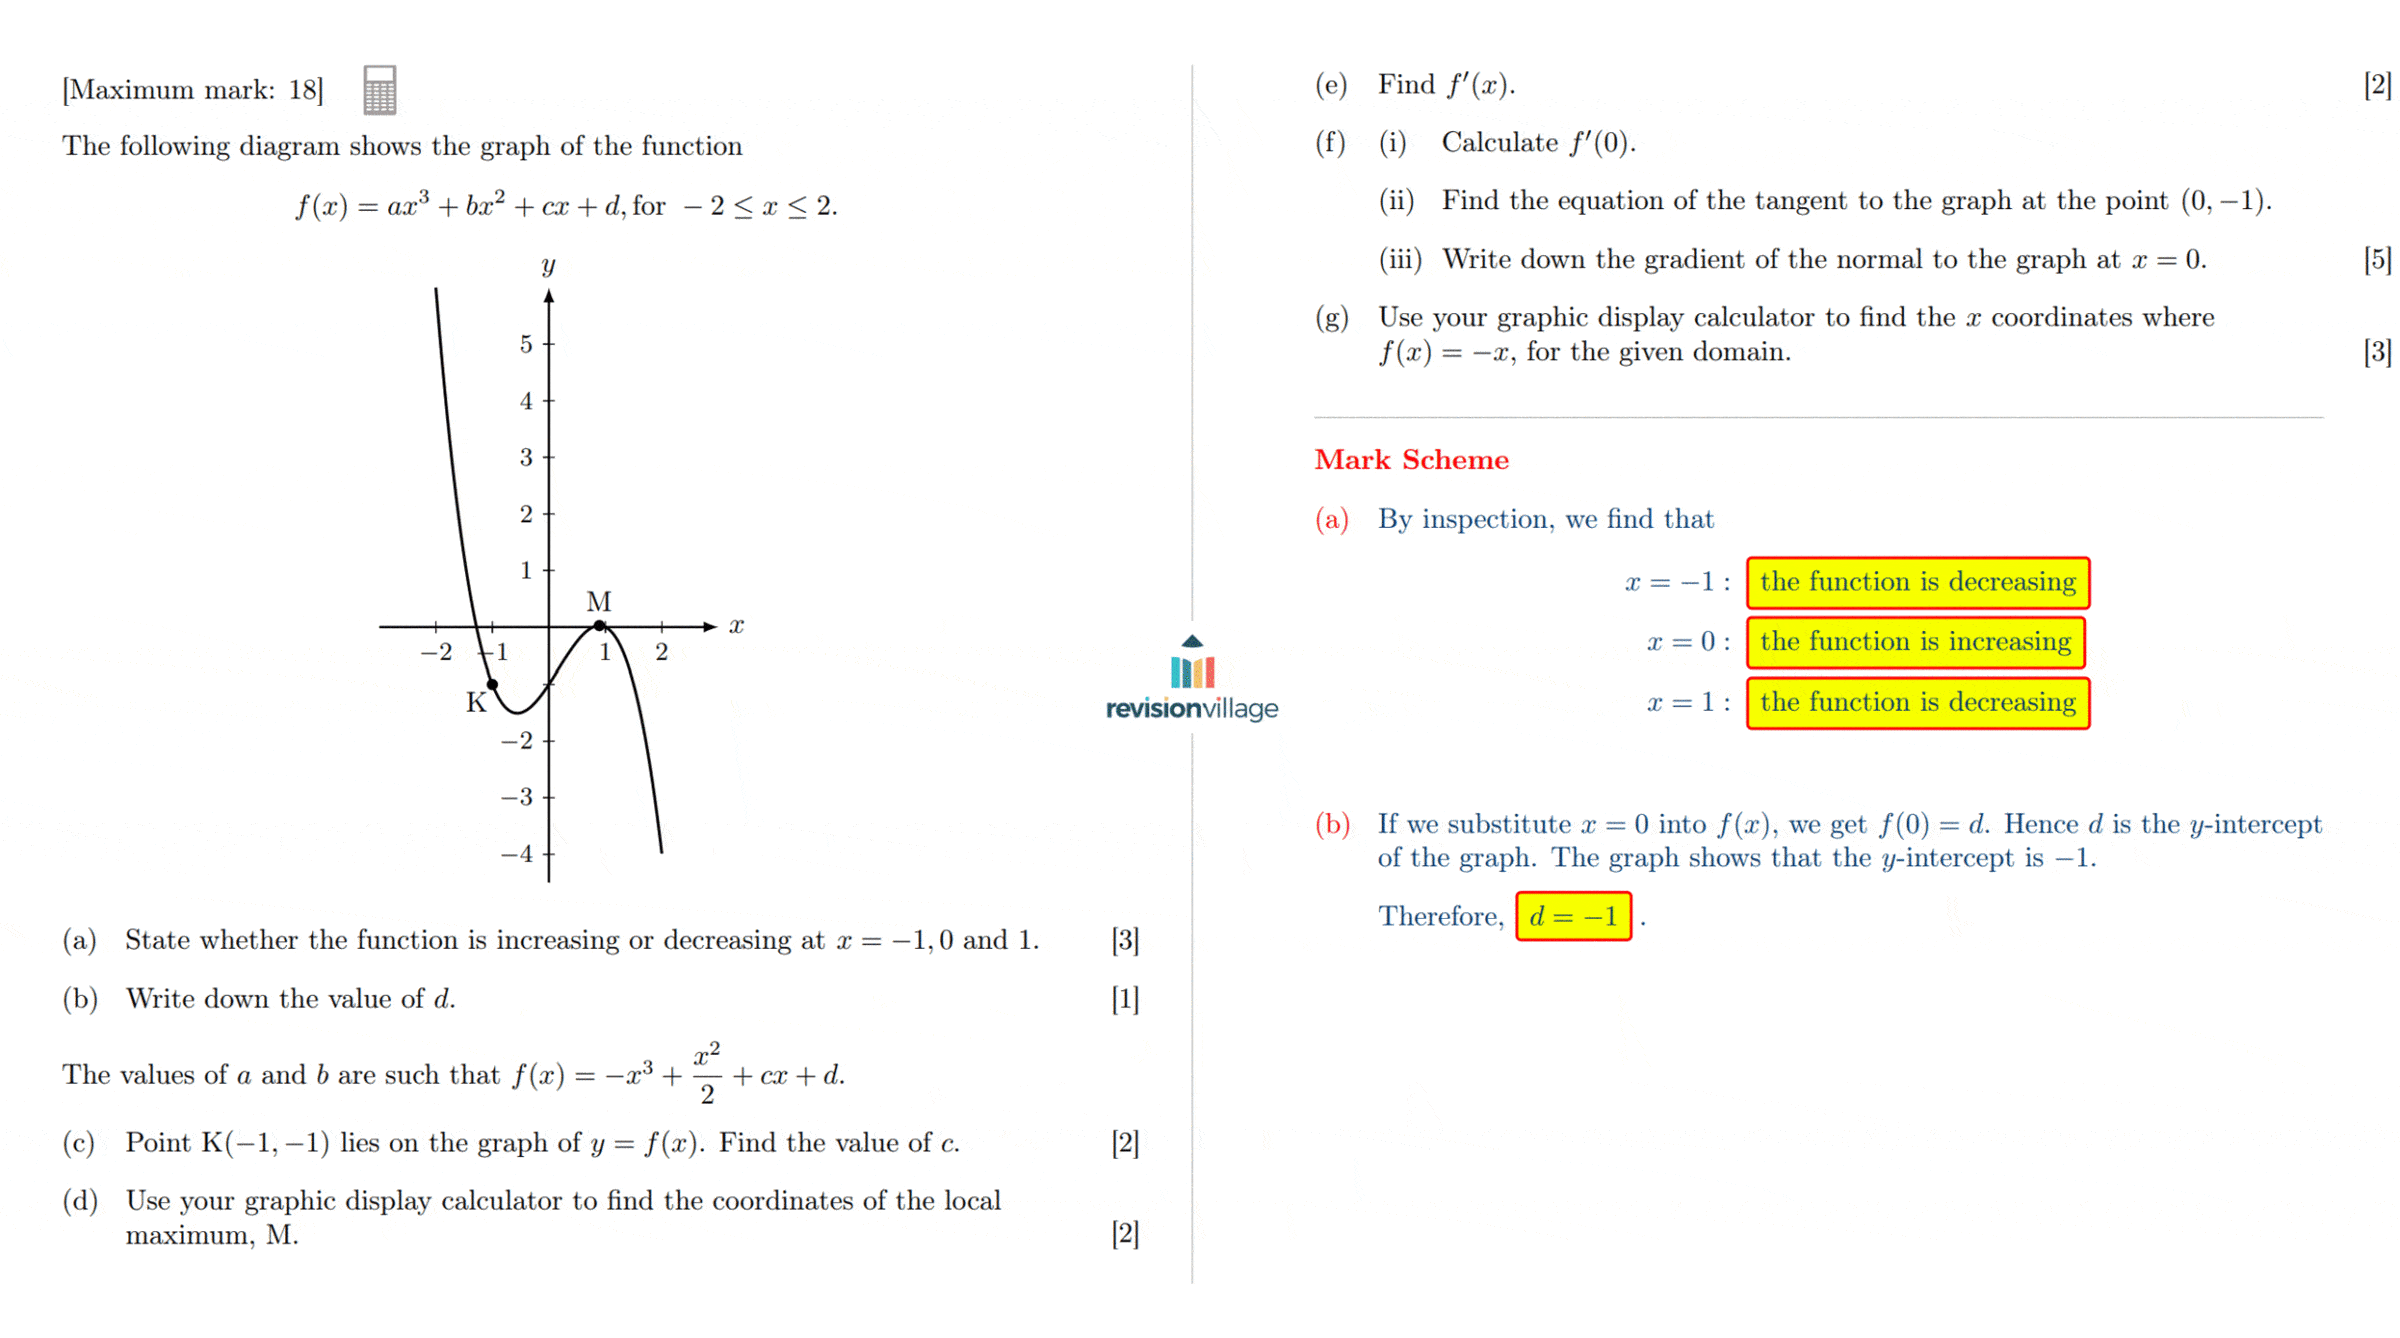 [Maximum mark: 18]
The following diagram shows the graph of the function
f(x) = ax³ + bx² + cx + d, for − 2 ≤ x ≤ 2.
y
5
4
3
2
1
M
x
−2
−1
1
2
K
−2
−3
−4
(a) State whether the function is increasing or decreasing at x = −1, 0 and 1. [3]
(b) Write down the value of d. [1]
The values of a and b are such that f(x) = −x³ + x²/2 + cx + d.
(c) Point K(−1, −1) lies on the graph of y = f(x). Find the value of c. [2]
(d) Use your graphic display calculator to find the coordinates of the local
maximum, M. [2]
revisionvillage
(e) Find f′(x). [2]
(f) (i) Calculate f′(0).
(ii) Find the equation of the tangent to the graph at the point (0, −1).
(iii) Write down the gradient of the normal to the graph at x = 0. [5]
(g) Use your graphic display calculator to find the x coordinates where
f(x) = −x, for the given domain. [3]
Mark Scheme
(a) By inspection, we find that
x = −1 : the function is decreasing
x = 0 : the function is increasing
x = 1 : the function is decreasing
(b) If we substitute x = 0 into f(x), we get f(0) = d. Hence d is the y-intercept
of the graph. The graph shows that the y-intercept is −1.
Therefore, d = −1 .